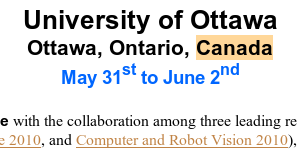 University of Ottawa
Ottawa, Ontario, Canada
May 31st to June 2nd
e with the collaboration among three leading re
e 2010, and Computer and Robot Vision 2010),